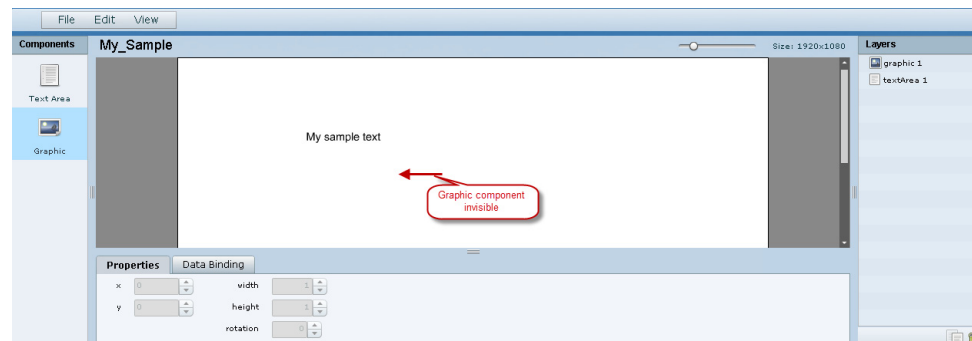 File Edit View
Components My_Sample Size: 1920x1080 Layers
graphic 1
textArea 1
Text Area
Graphic
My sample text
Graphic component
invisible
Properties Data Binding
x 0 width 1
y 0 height 1
rotation 0